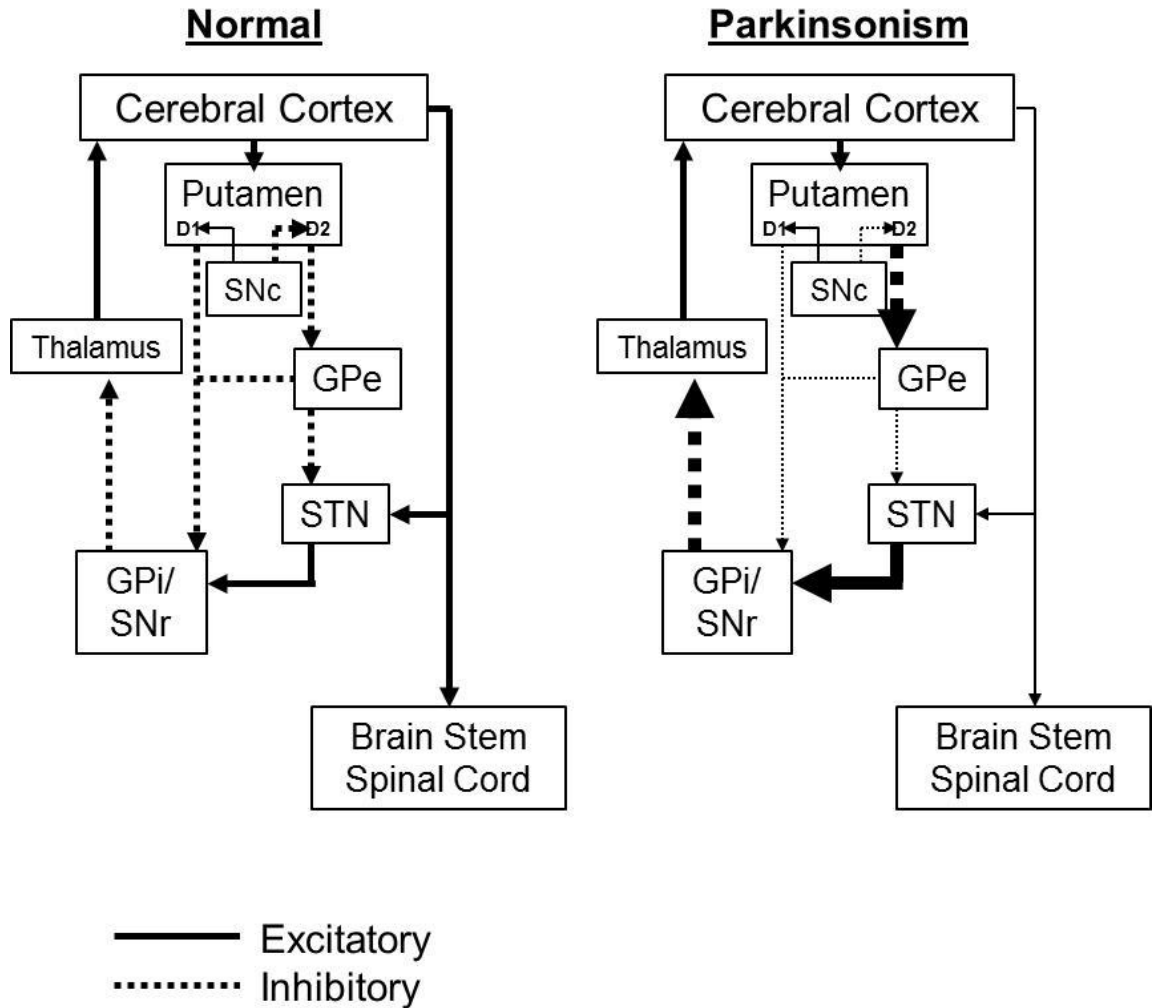 Normal
Cerebral Cortex
Putamen
D1
D2
SNc
Thalamus
GPe
STN
GPi/
SNr
Brain Stem
Spinal Cord
Parkinsonism
Cerebral Cortex
Putamen
D1
D2
SNc
Thalamus
GPe
STN
GPi/
SNr
Brain Stem
Spinal Cord
Excitatory
Inhibitory